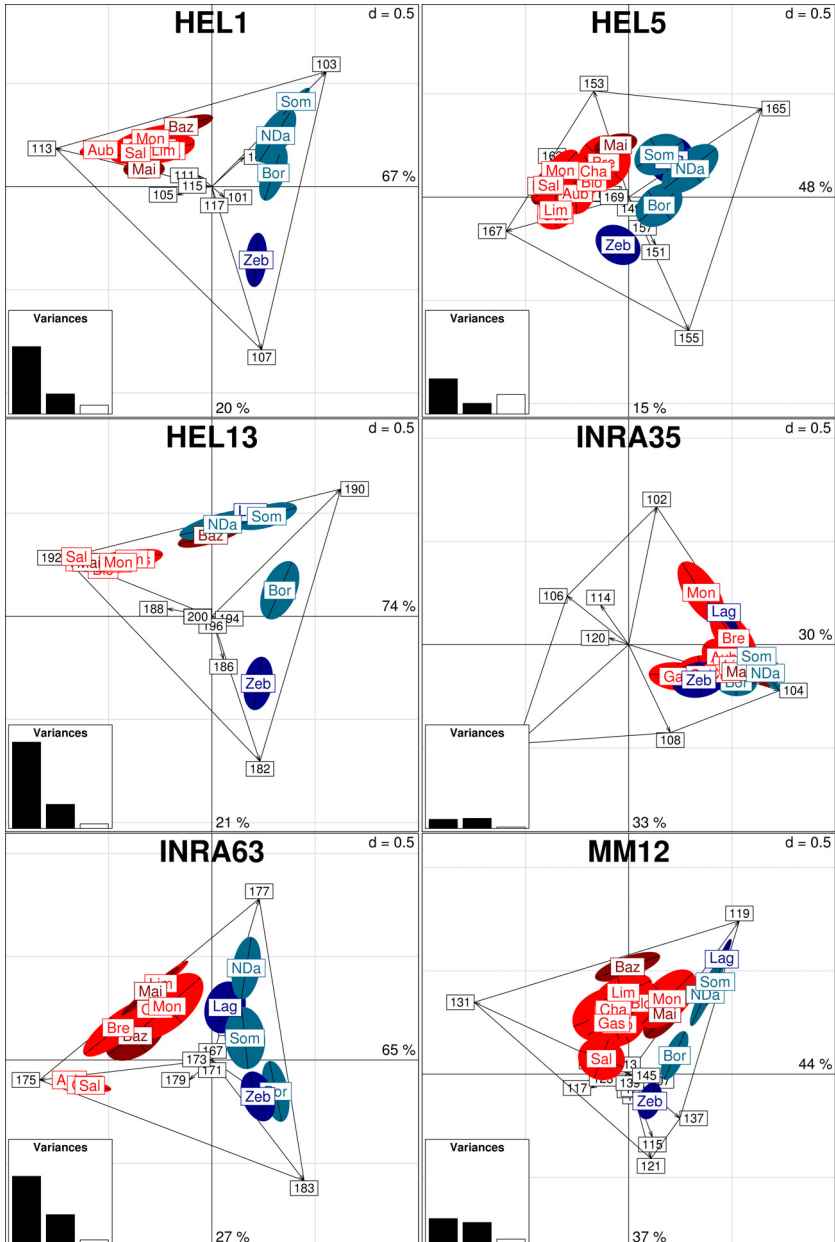 HEL1
d = 0.5
103
Som
Baz
NDa
Mon
113
Aub
Sal
Lim
Mai
Bor
67 %
111
115
105
101
117
Zeb
Variances
107
20 %
HEL5
d = 0.5
153
165
Mai
Som
Mon
Cha
NDa
Sal
Aub
169
48 %
Lim
Bor
167
157
Zeb
151
Variances
155
15 %
HEL13
d = 0.5
190
Som
NDa
Baz
192
Sal
Mon
Bor
188
74 %
200
194
196
186
Zeb
Variances
182
21 %
INRA35
d = 0.5
102
Mon
106
114
Lag
120
Bre
30 %
Som
NDa
Zeb
104
108
Variances
33 %
INRA63
d = 0.5
177
NDa
Lim
Mai
Mon
Lag
Bre
Baz
Som
167
173
65 %
171
175
179
Sal
Zeb
Variances
183
27 %
MM12
d = 0.5
119
Baz
Lag
Som
Lim
131
Mon
NDa
Cha
Gas
Mai
Sal
Bor
44 %
145
117
139
Zeb
137
115
121
Variances
37 %